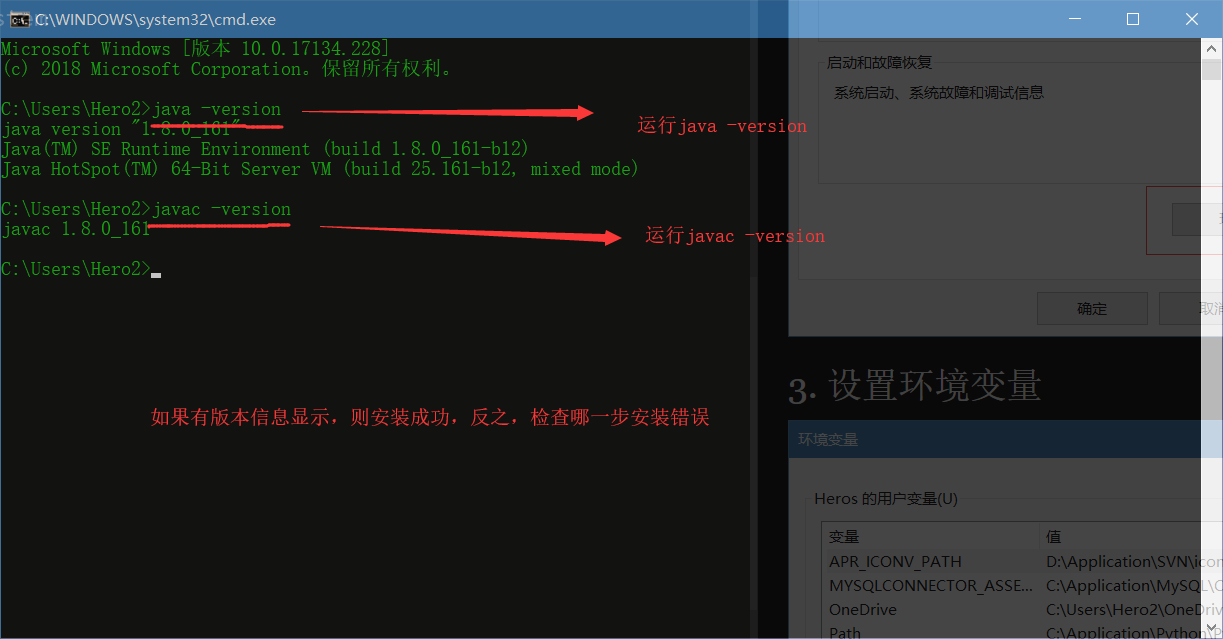 C:\WINDOWS\system32\cmd.exe
Microsoft Windows [版本 10.0.17134.228]
(c) 2018 Microsoft Corporation。保留所有权利。
C:\Users\Hero2>java -version
java version "1.8.0_161"
Java(TM) SE Runtime Environment (build 1.8.0_161-b12)
Java HotSpot(TM) 64-Bit Server VM (build 25.161-b12, mixed mode)
C:\Users\Hero2>javac -version
javac 1.8.0_161
C:\Users\Hero2>
运行java -version
运行javac -version
如果有版本信息显示，则安装成功，反之，检查哪一步安装错误
启动和故障恢复
系统启动、系统故障和调试信息
确定
取消
3. 设置环境变量
环境变量
Heros 的用户变量(U)
变量 值
APR_ICONV_PATH D:\Application\SVN\icon
MYSQLCONNECTOR_ASSE... C:\Application\MySQL\C
OneDrive C:\Users\Hero2\OneDriv
Path C:\Application\Python\P